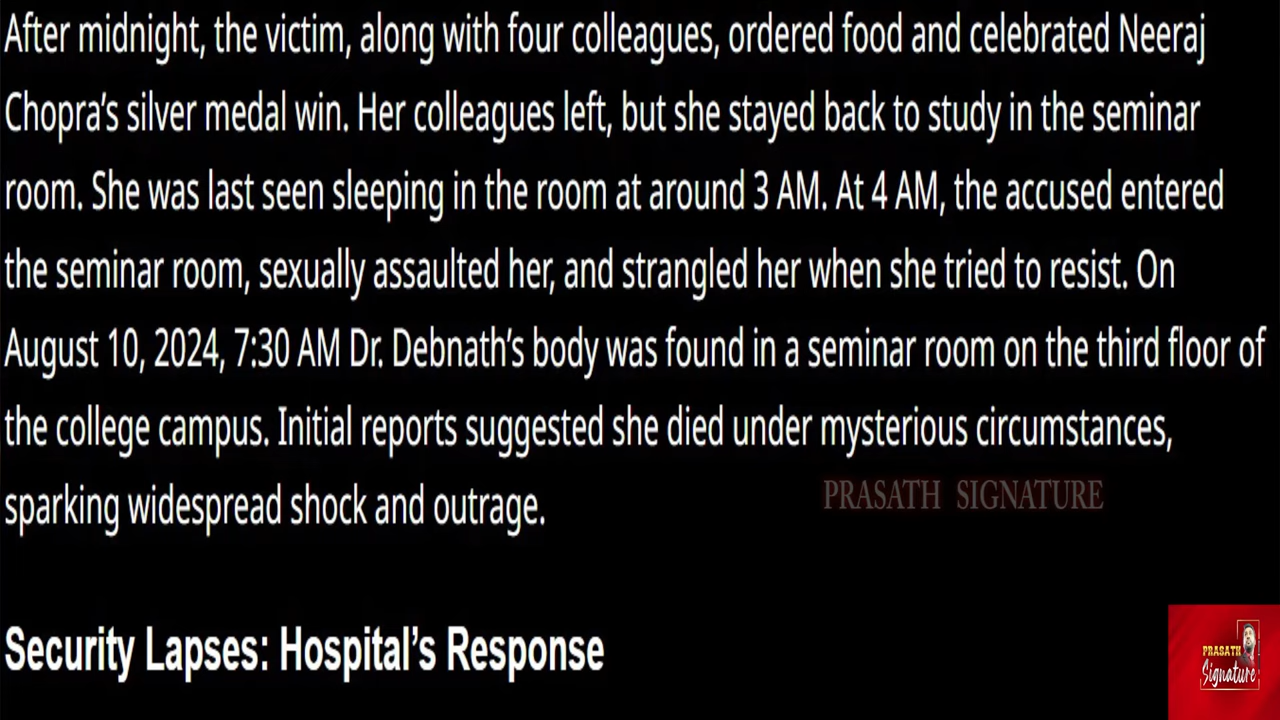 After midnight, the victim, along with four colleagues, ordered food and celebrated Neeraj
Chopra’s silver medal win. Her colleagues left, but she stayed back to study in the seminar
room. She was last seen sleeping in the room at around 3 AM. At 4 AM, the accused entered
the seminar room, sexually assaulted her, and strangled her when she tried to resist. On
August 10, 2024, 7:30 AM Dr. Debnath’s body was found in a seminar room on the third floor of
the college campus. Initial reports suggested she died under mysterious circumstances,
sparking widespread shock and outrage.
PRASATH SIGNATURE
Security Lapses: Hospital’s Response
PRASATH
Signature